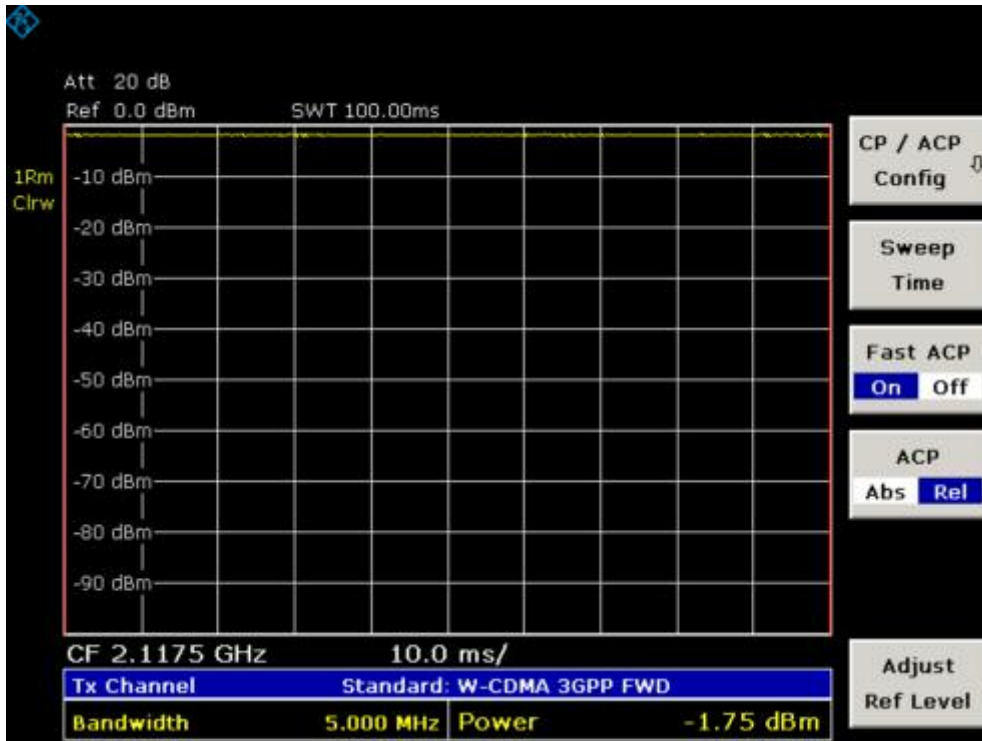 Att 20 dB
Ref 0.0 dBm SWT 100.00ms
1Rm
Clrw
-10 dBm
-20 dBm
-30 dBm
-40 dBm
-50 dBm
-60 dBm
-70 dBm
-80 dBm
-90 dBm
CF 2.1175 GHz 10.0 ms/
Tx Channel Standard: W-CDMA 3GPP FWD
Bandwidth 5.000 MHz Power -1.75 dBm
CP / ACP
Config
Sweep
Time
Fast ACP
On Off
ACP
Abs Rel
Adjust
Ref Level